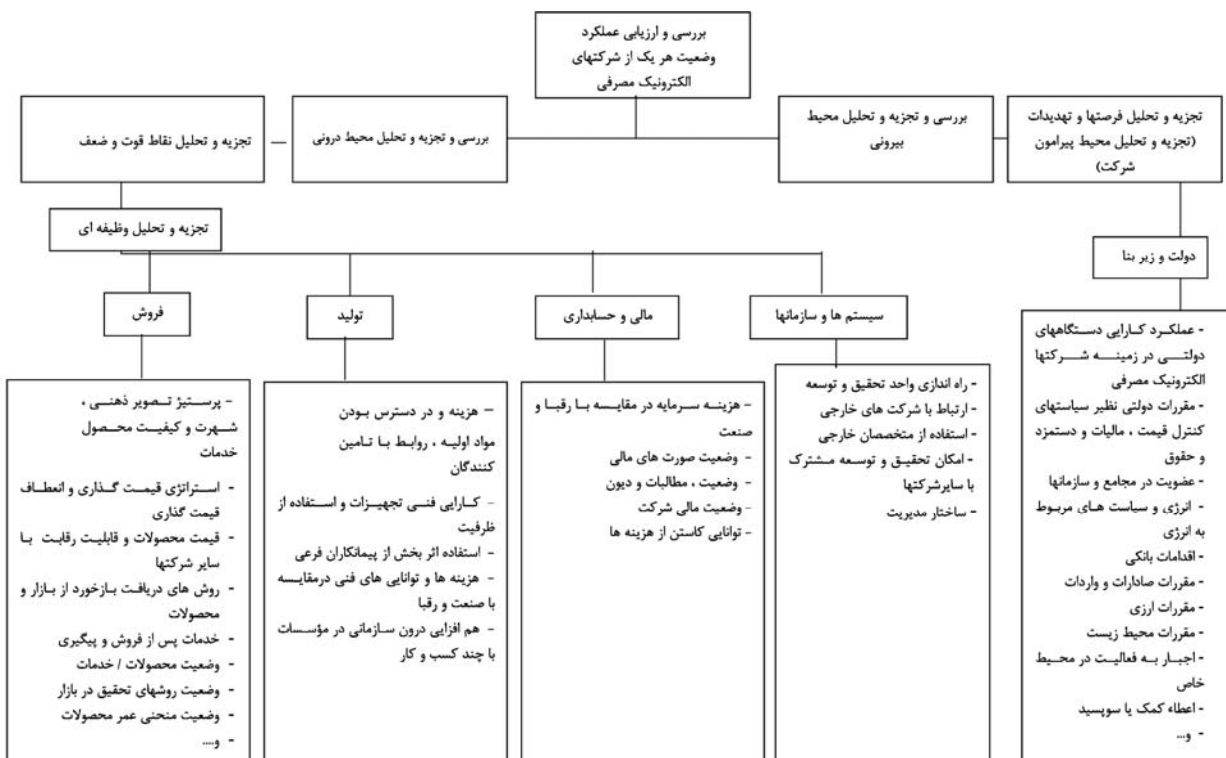 بررسی و ارزیابی عملکرد
وضعیت هر یک از شرکتهای
الکترونیک مصرفی
تجزیه و تحلیل فرصتها و تهدیدات
(تجزیه و تحلیل محیط پیرامون
شرکت)
بررسی و تجزیه و تحلیل محیط
بیرونی
بررسی و تجزیه و تحلیل محیط درونی
تجزیه و تحلیل نقاط قوت و ضعف
تجزیه و تحلیل وظیفه ای
دولت و زیر بنا
سیستم ها و سازمانها
مالی و حسابداری
تولید
فروش
- عملکرد کارایی دستگاههای
دولتی در زمینه شرکتها
الکترونیک مصرفی
- مقررات دولتی نظیر سیاستهای
کنترل قیمت ، مالیات و دستمزد
و حقوق
- عضویت در مجامع و سازمانها
- انرژی و سیاست های مربوط
به انرژی
- اقدامات بانکی
- مقررات صادارات و واردات
- مقررات ارزی
- مقررات محیط زیست
- اجبار به فعالیت در محیط
خاص
- اعطاء کمک یا سوپسید
- و...
- راه اندازی واحد تحقیق و توسعه
- ارتباط با شرکت های خارجی
- استفاده از متخصصان خارجی
- امکان تحقیق و توسعه مشترک
با سایرشرکتها
- ساختار مدیریت
- هزینه سرمایه در مقایسه با رقبا و
صنعت
- وضعیت صورت های مالی
- وضعیت ، مطالبات و دیون
- وضعیت مالی شرکت
- توانایی کاستن از هزینه ها
- هزینه و در دسترس بودن
مواد اولیه ، روابط با تامین
کنندگان
- کارایی فنی تجهیزات و استفاده از
ظرفیت
- استفاده اثر بخش از پیمانکاران فرعی
- هزینه ها و توانایی های فنی درمقایسه
با صنعت و رقبا
- هم افزایی درون سازمانی در مؤسسات
با چند کسب و کار
- پرستیژ تصویر ذهنی ،
شهرت و کیفیت محصول
خدمات
- استراتژی قیمت گذاری و انعطاف
قیمت گذاری
- قیمت محصولات و قابلیت رقابت با
سایر شرکتها
- روش های دریافت بازخورد از بازار و
محصولات
- خدمات پس از فروش و پیگیری
- وضعیت محصولات / خدمات
- وضعیت روشهای تحقیق در بازار
- وضعیت منحنی عمر محصولات
- و....